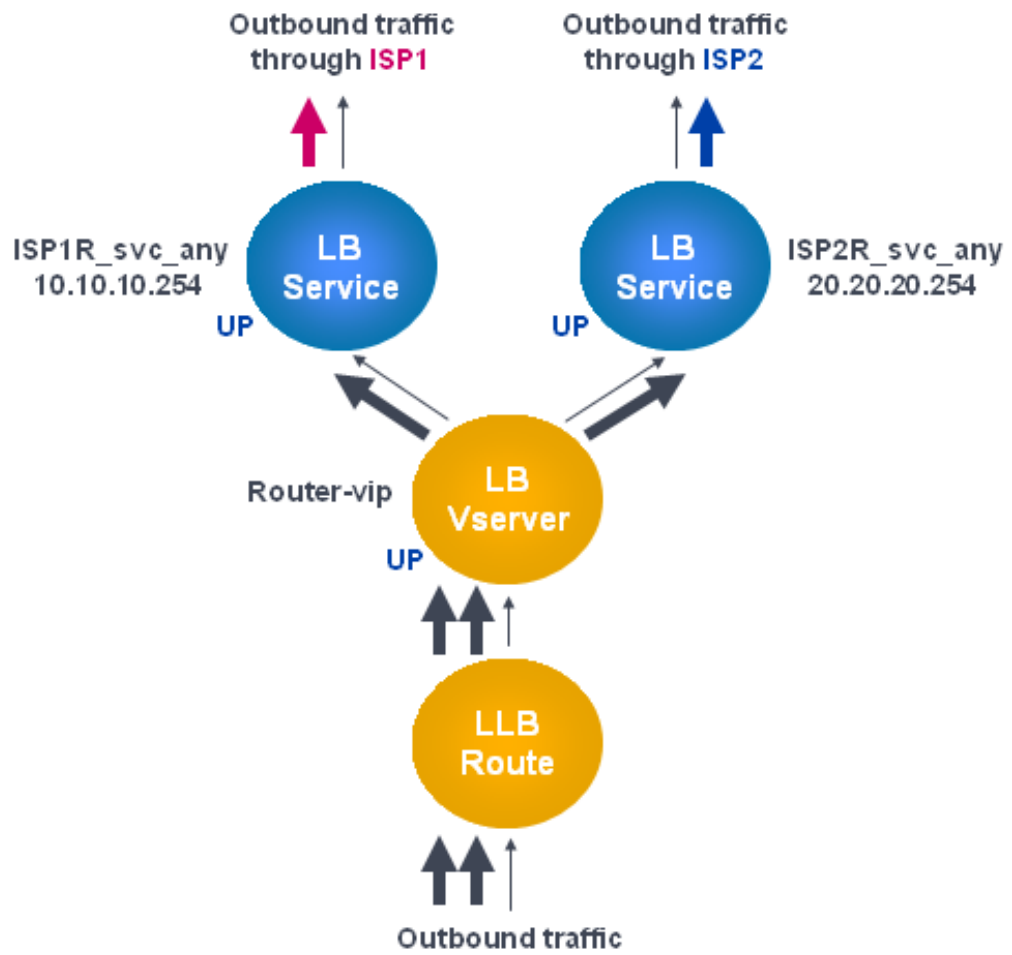 Outbound traffic
through ISP1
Outbound traffic
through ISP2
ISP1R_svc_any
10.10.10.254
LB
Service
UP
LB
Service
UP
ISP2R_svc_any
20.20.20.254
Router-vip
LB
Vserver
UP
LLB
Route
Outbound traffic